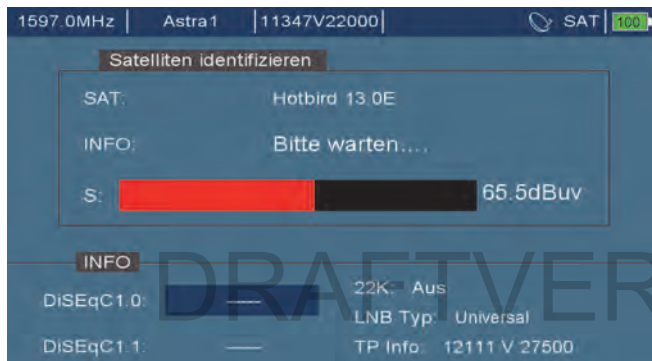 1597.0MHz | Astra1 |11347V22000| SAT 100
Satelliten identifizieren
SAT: Hotbird 13.0E
INFO: Bitte warten....
S: 65.5dBuv
INFO
DRAFTVER
DiSEqC1.0: ---- 22K: Aus
LNB Typ: Universal
DiSEqC1.1: ---- TP Info: 12111 V 27500